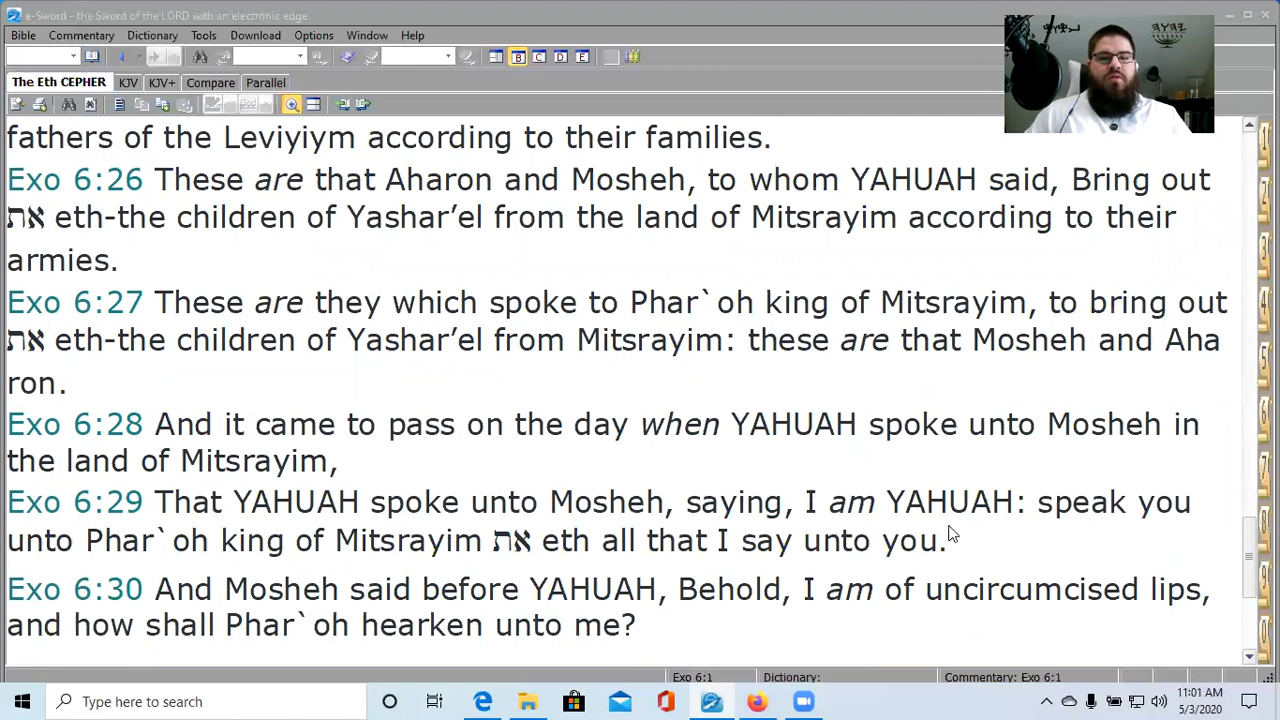 e-Sword - the Sword of the LORD with an electronic edge
Bible Commentary Dictionary Tools Download Options Window Help
B C D E
The Eth CEPHER KJV KJV+ Compare Parallel
fathers of the Leviyiym according to their families.
Exo 6:26 These are that Aharon and Mosheh, to whom YAHUAH said, Bring out
את eth-the children of Yashar’el from the land of Mitsrayim according to their
armies.
Exo 6:27 These are they which spoke to Phar`oh king of Mitsrayim, to bring out
את eth-the children of Yashar’el from Mitsrayim: these are that Mosheh and Aha
ron.
Exo 6:28 And it came to pass on the day when YAHUAH spoke unto Mosheh in
the land of Mitsrayim,
Exo 6:29 That YAHUAH spoke unto Mosheh, saying, I am YAHUAH: speak you
unto Phar`oh king of Mitsrayim את eth all that I say unto you.
Exo 6:30 And Mosheh said before YAHUAH, Behold, I am of uncircumcised lips,
and how shall Phar`oh hearken unto me?
Exo 6:1 Dictionary: Commentary: Exo 6:1
Type here to search
11:01 AM
5/3/2020